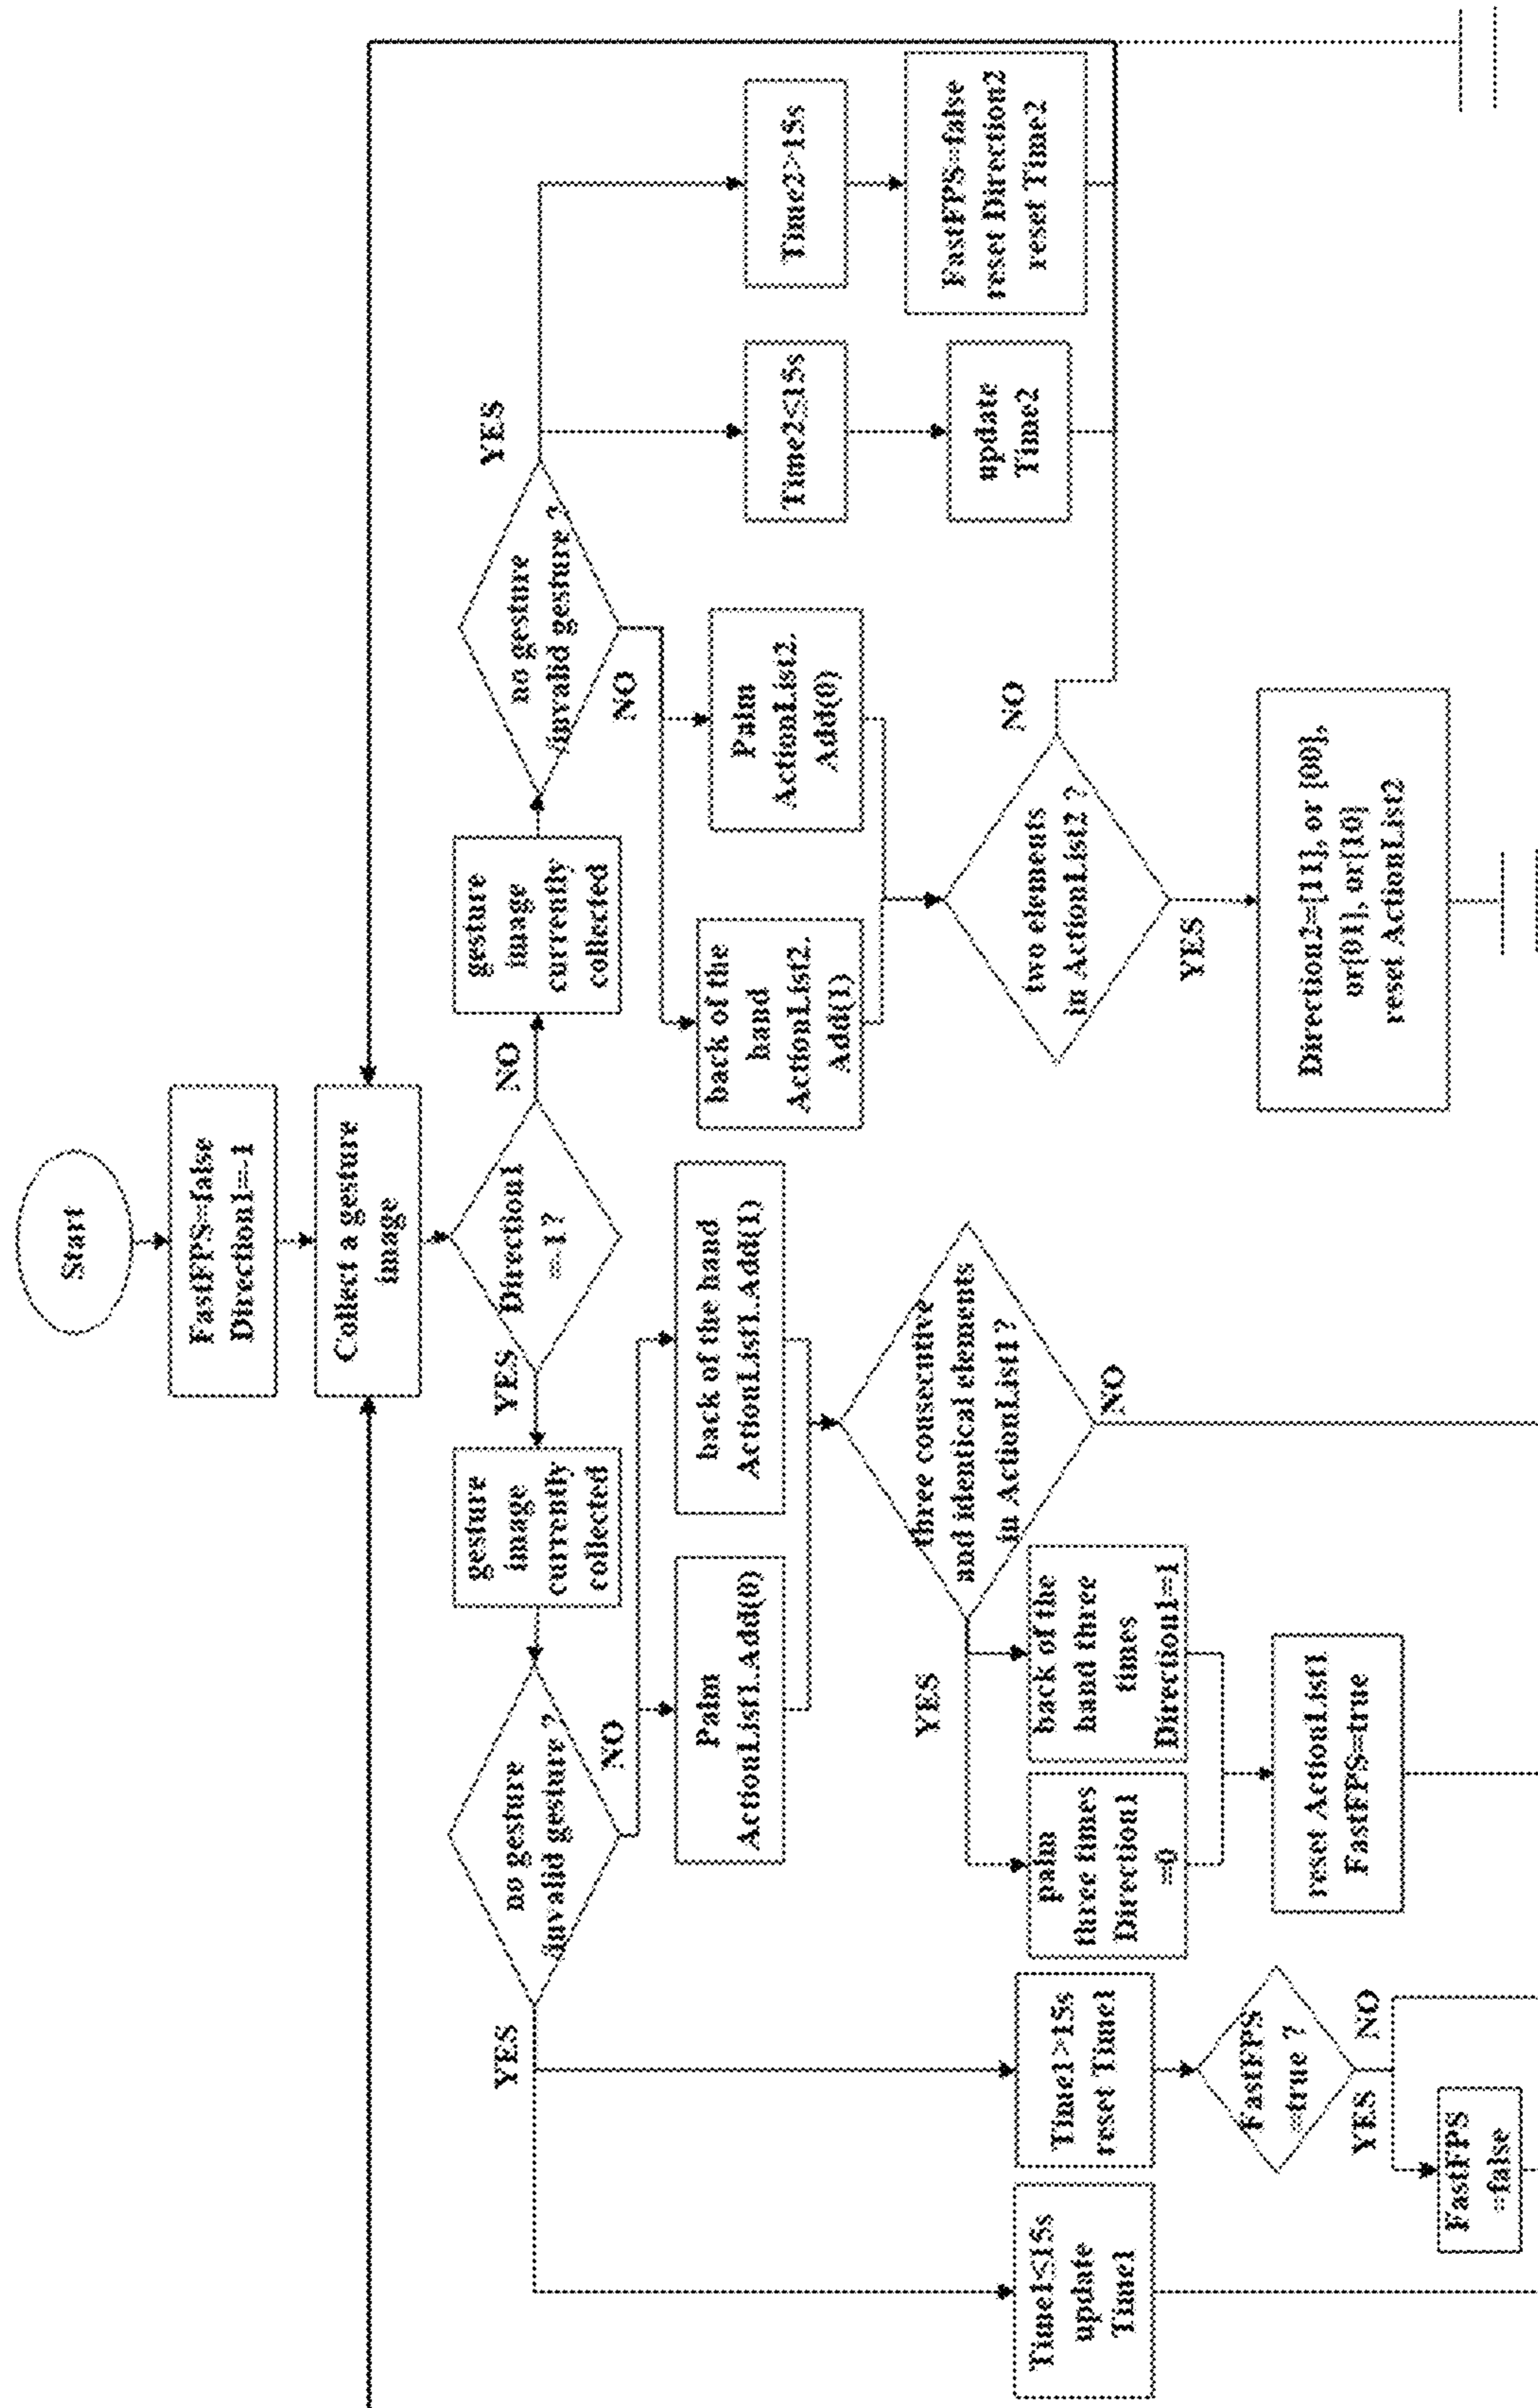 Start
FastFPS=false
Direction1=-1
Collect a gesture
image
Direction1
=-1?
YES
NO
gesture
image
currently
collected
gesture
image
currently
collected
no gesture
/invalid gesture ?
YES
NO
no gesture
/invalid gesture ?
YES
NO
Palm
ActionList1.Add(0)
back of the hand
ActionList1.Add(1)
back of the
hand
ActionList2.
Add(1)
Palm
ActionList2.
Add(0)
Time2≤15s
Time2>15s
update
Time2
FastFPS=false
reset Direction2
reset Time2
three consecutive
and identical elements
in ActionList1 ?
YES
NO
two elements
in ActionList2 ?
NO
YES
Time1≤15s
update
Time1
Time1>15s
reset Time1
palm
three times
Direction1
=0
back of the
hand three
times
Direction1=1
FastFPS
=true ?
YES
NO
reset ActionList1
FastFPS=true
Direction2=[11], or [00],
or[01], or[10]
reset ActionList2
FastFPS
=false